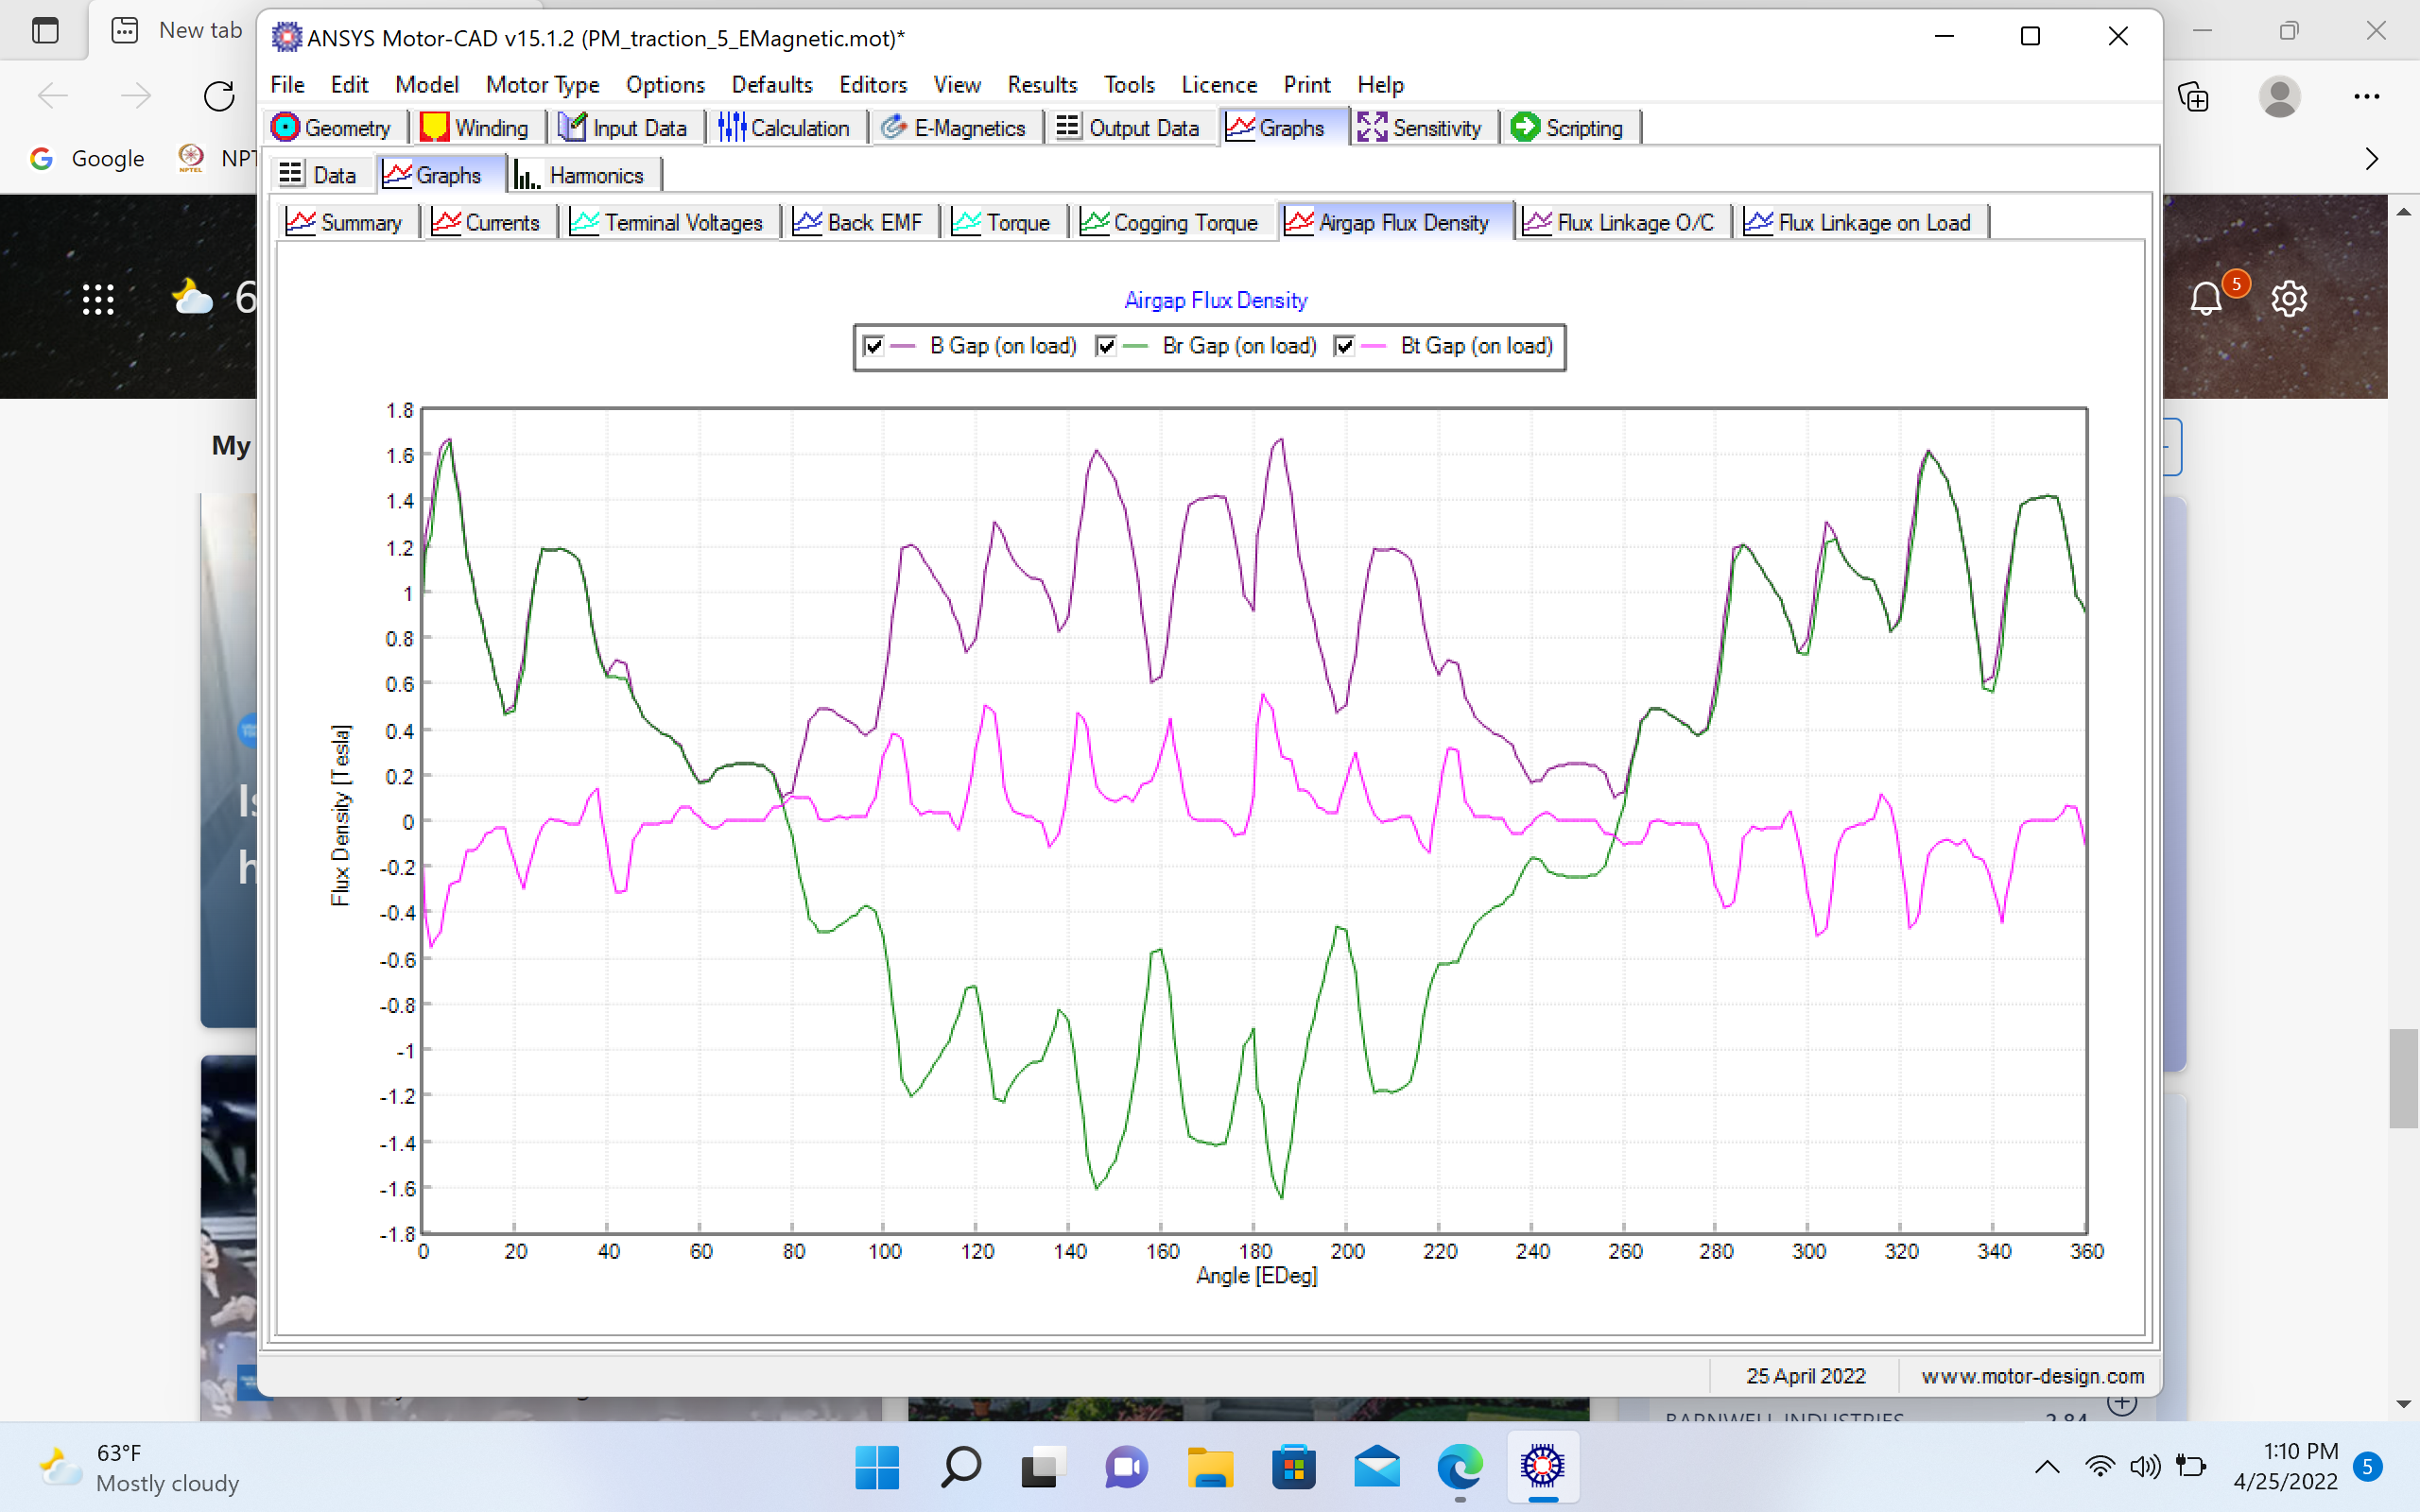 New tab
ANSYS Motor-CAD v15.1.2 (PM_traction_5_EMagnetic.mot)*
File Edit Model Motor Type Options Defaults Editors View Results Tools Licence Print Help
Geometry Winding Input Data Calculation E-Magnetics Output Data Graphs Sensitivity Scripting
Google
Data Graphs Harmonics
Summary Currents Terminal Voltages Back EMF Torque Cogging Torque Airgap Flux Density Flux Linkage O/C Flux Linkage on Load
6
5
Airgap Flux Density
B Gap (on load) Br Gap (on load) Bt Gap (on load)
My
1.8
1.6
1.4
1.2
1
0.8
0.6
0.4
0.2
0
-0.2
-0.4
-0.6
-0.8
-1
-1.2
-1.4
-1.6
-1.8
Flux Density [Tesla]
0 20 40 60 80 100 120 140 160 180 200 220 240 260 280 300 320 340 360
Angle [EDeg]
25 April 2022
www.motor-design.com
BARNWELL INDUSTRIES 2.84
63°F
Mostly cloudy
1:10 PM
4/25/2022
5